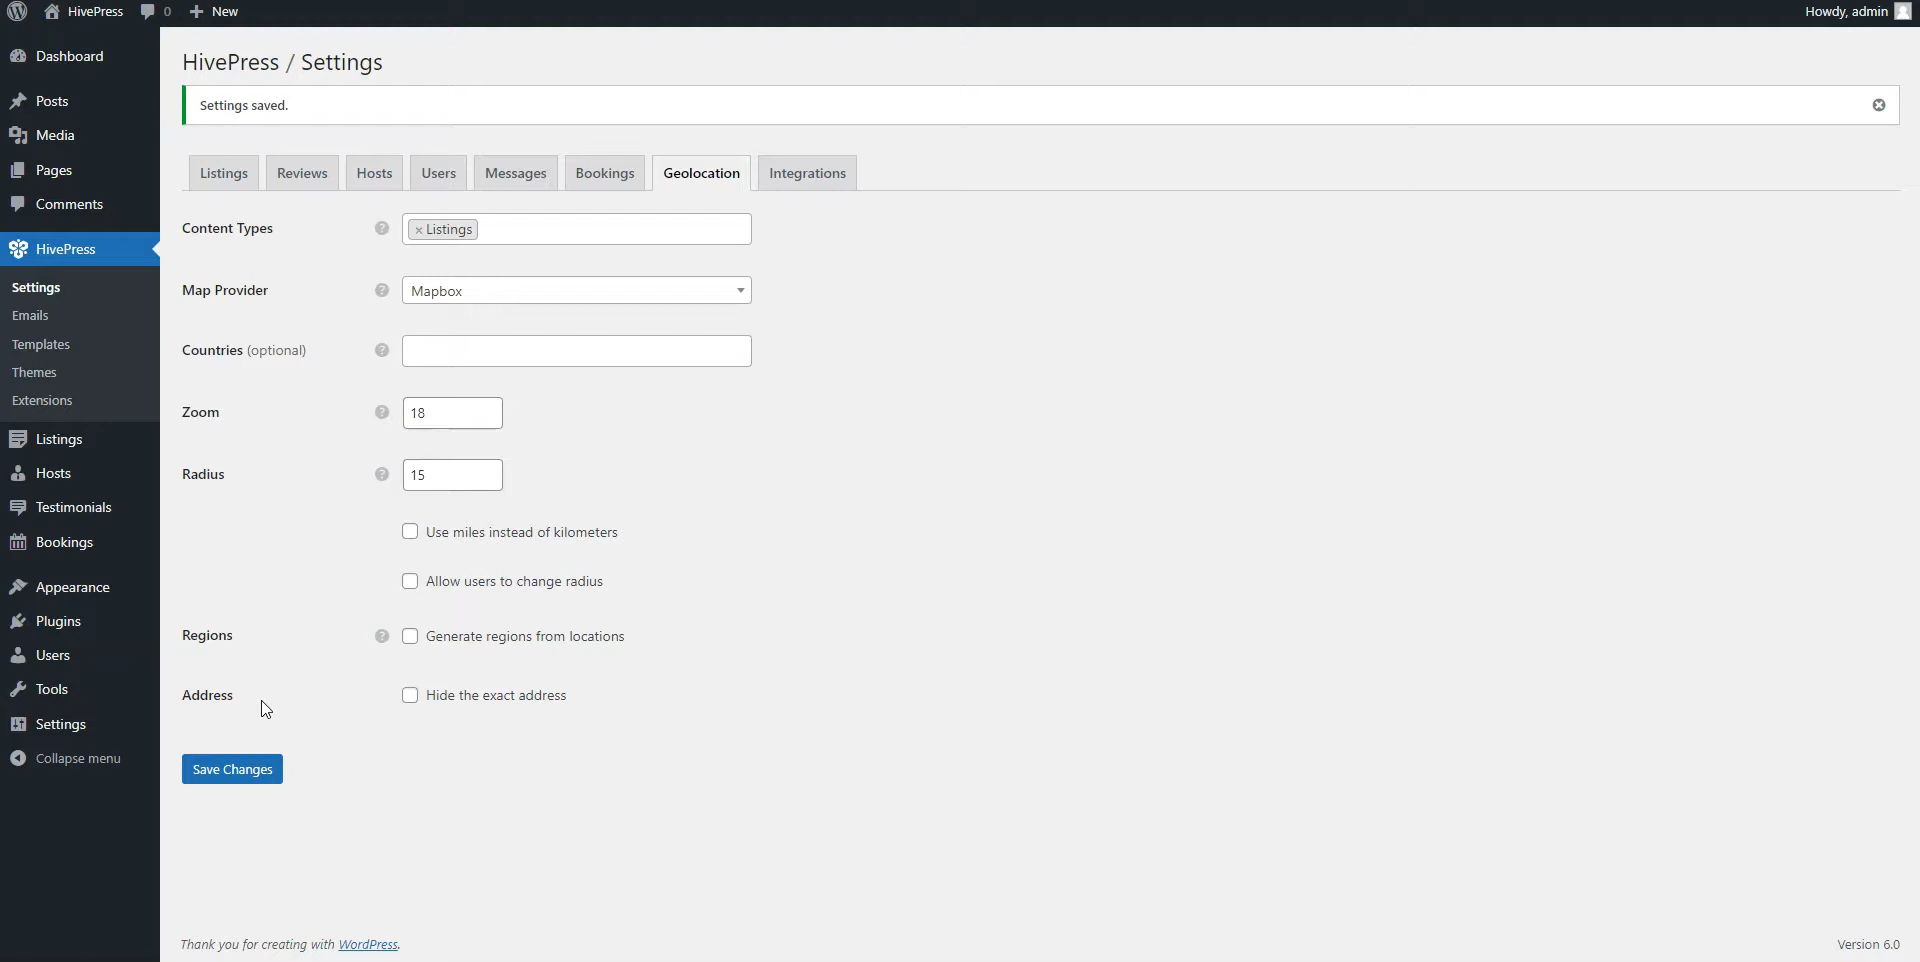 HivePress
0
New
Howdy, admin
Dashboard
Posts
Media
Pages
Comments
HivePress
Settings
Emails
Templates
Themes
Extensions
Listings
Hosts
Testimonials
Bookings
Appearance
Plugins
Users
Tools
Settings
Collapse menu
HivePress / Settings
Settings saved.
Listings
Reviews
Hosts
Users
Messages
Bookings
Geolocation
Integrations
Content Types
? × Listings
Map Provider
? Mapbox
Countries (optional)
?
Zoom
? 18
Radius
? 15
Use miles instead of kilometers
Allow users to change radius
Regions
? Generate regions from locations
Address
Hide the exact address
Save Changes
Thank you for creating with WordPress.
Version 6.0